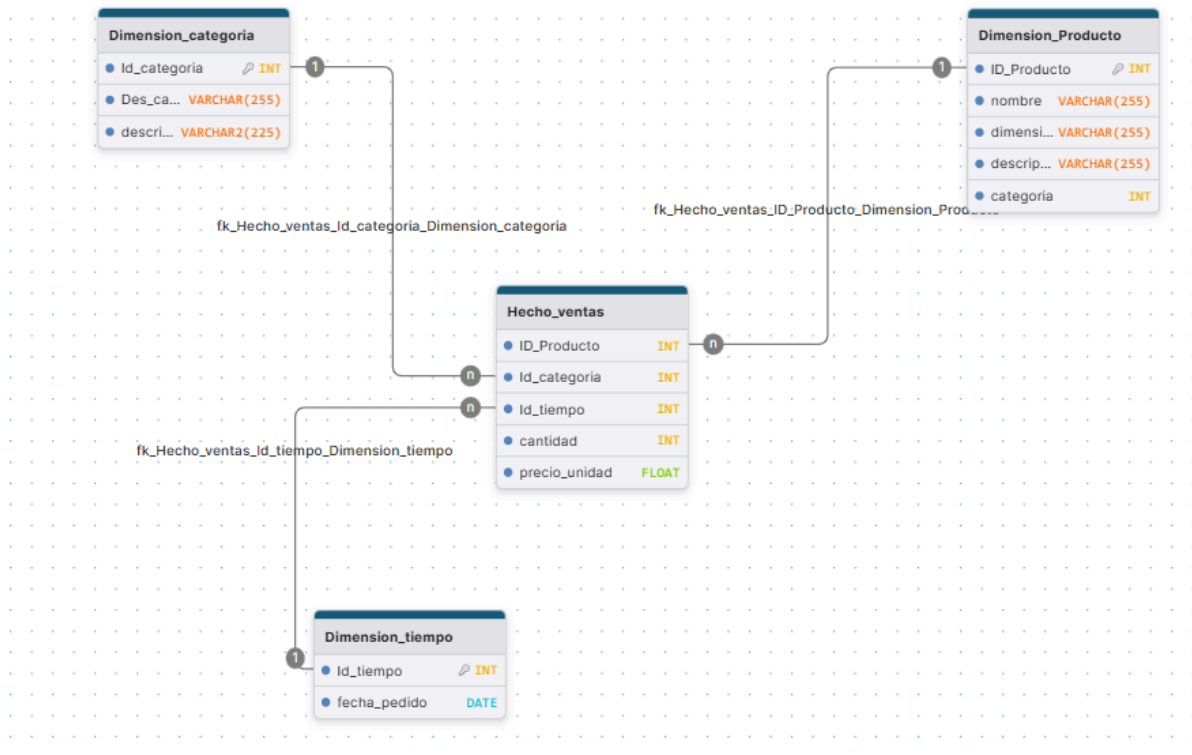 Dimension_categoria
Id_categoria INT
Des_ca... VARCHAR(255)
descri... VARCHAR2(225)
1
Dimension_Producto
ID_Producto INT
nombre VARCHAR(255)
dimensi... VARCHAR(255)
descrip... VARCHAR(255)
categoria INT
1
fk_Hecho_ventas_ID_Producto_Dimension_Producto
fk_Hecho_ventas_Id_categoria_Dimension_categoria
Hecho_ventas
ID_Producto INT
Id_categoria INT
Id_tiempo INT
cantidad INT
precio_unidad FLOAT
n
n
n
fk_Hecho_ventas_Id_tiempo_Dimension_tiempo
Dimension_tiempo
Id_tiempo INT
fecha_pedido DATE
1